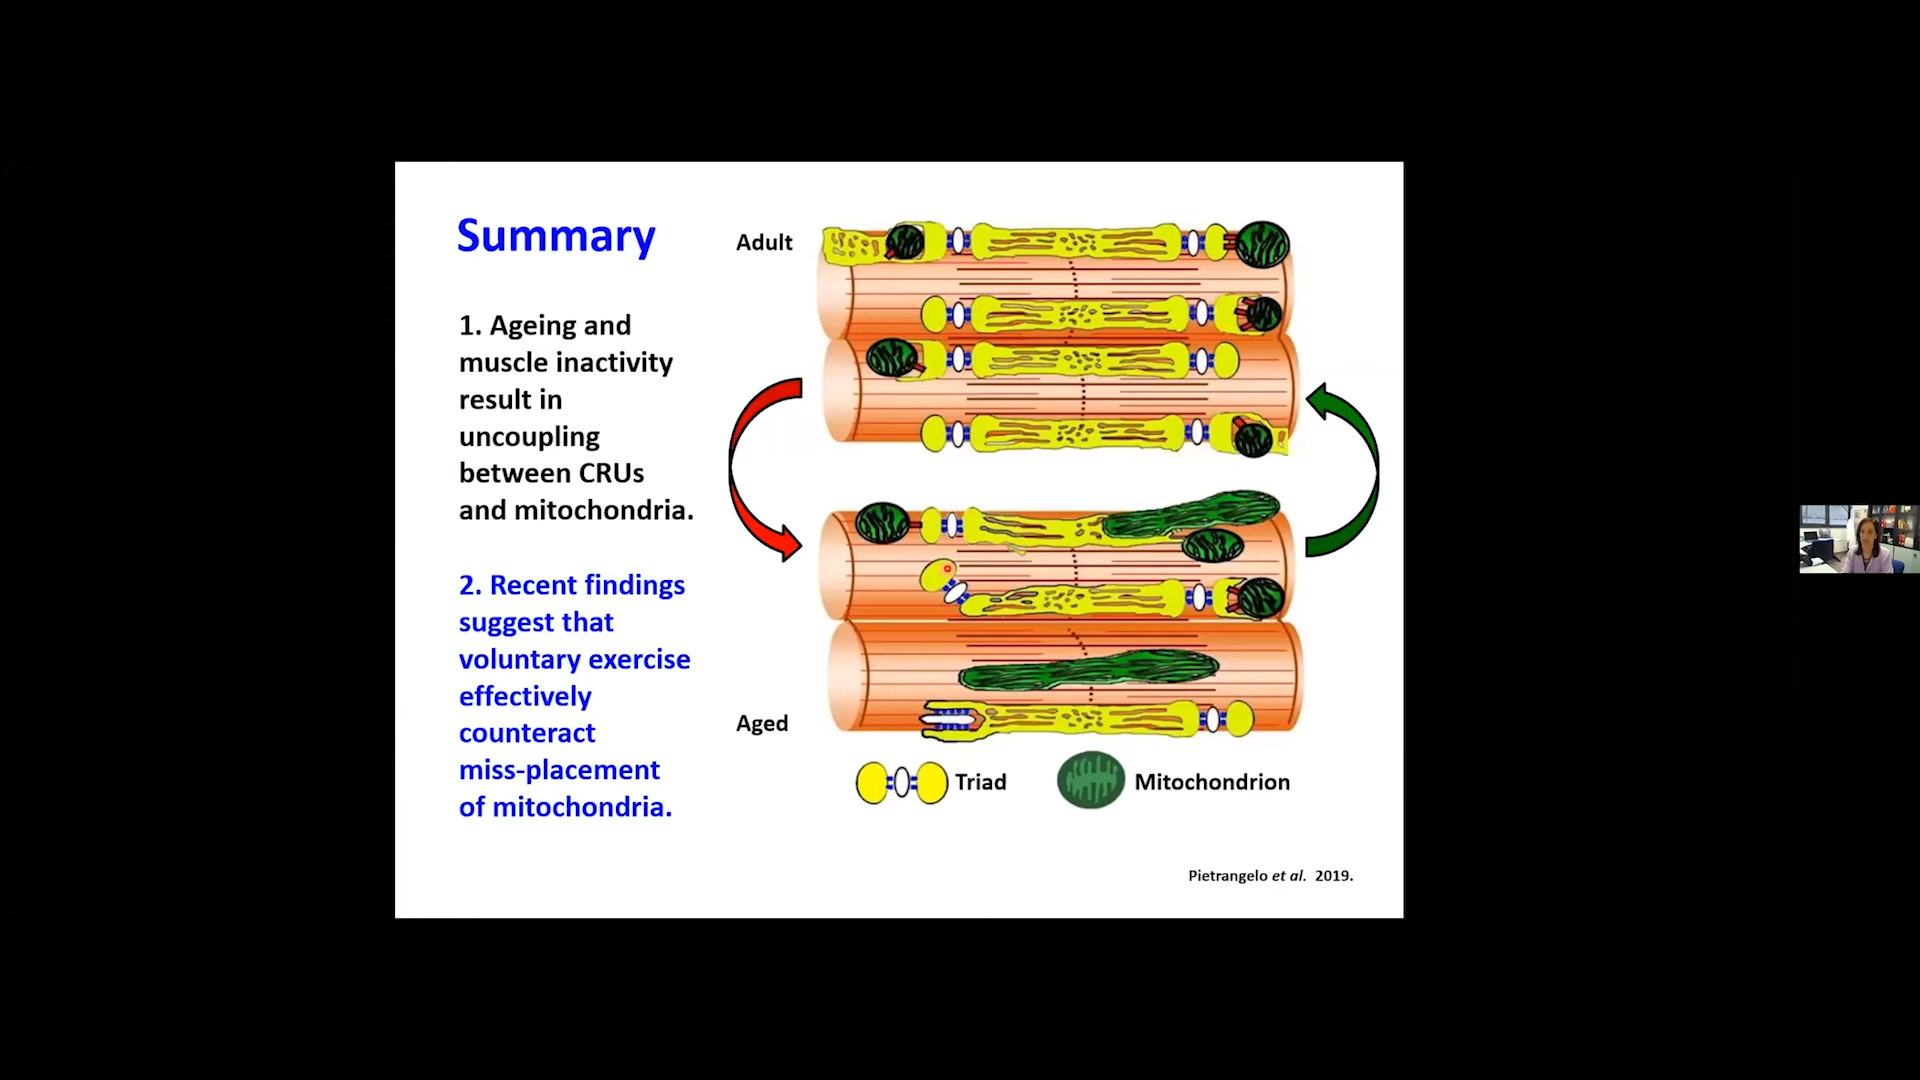 Summary
1. Ageing and
muscle inactivity
result in
uncoupling
between CRUs
and mitochondria.
2. Recent findings
suggest that
voluntary exercise
effectively
counteract
miss-placement
of mitochondria.
Adult
Aged
Triad
Mitochondrion
Pietrangelo et al. 2019.